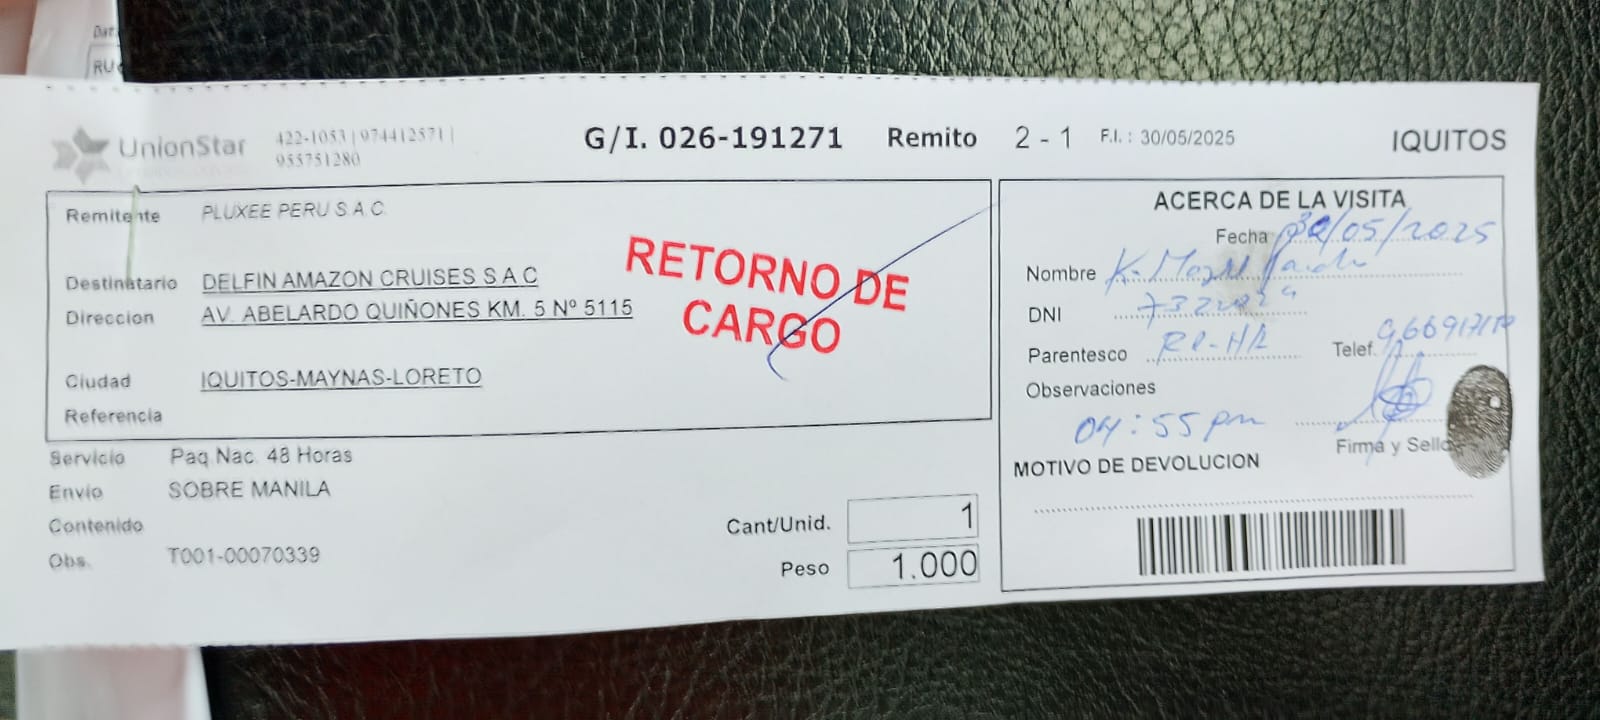 Dat
RU
UnionStar
422-1053 | 974412571 |
955751280
G/I. 026-191271 Remito 2 - 1 F.I. : 30/05/2025 IQUITOS
Remitente PLUXEE PERU S.A.C.
Destinatario DELFIN AMAZON CRUISES S.A.C
Direccion AV. ABELARDO QUIÑONES KM. 5 Nº 5115
Ciudad IQUITOS-MAYNAS-LORETO
Referencia
RETORNO DE
CARGO
Servicio Paq.Nac. 48 Horas
Envio SOBRE MANILA
Contenido
Obs. T001-00070339
Cant/Unid. 1
Peso 1.000
ACERCA DE LA VISITA
Fecha 30/05/2025
Nombre K.
DNI
Parentesco
Telef.
Observaciones
04:55 pm
Firma y Sello
MOTIVO DE DEVOLUCION